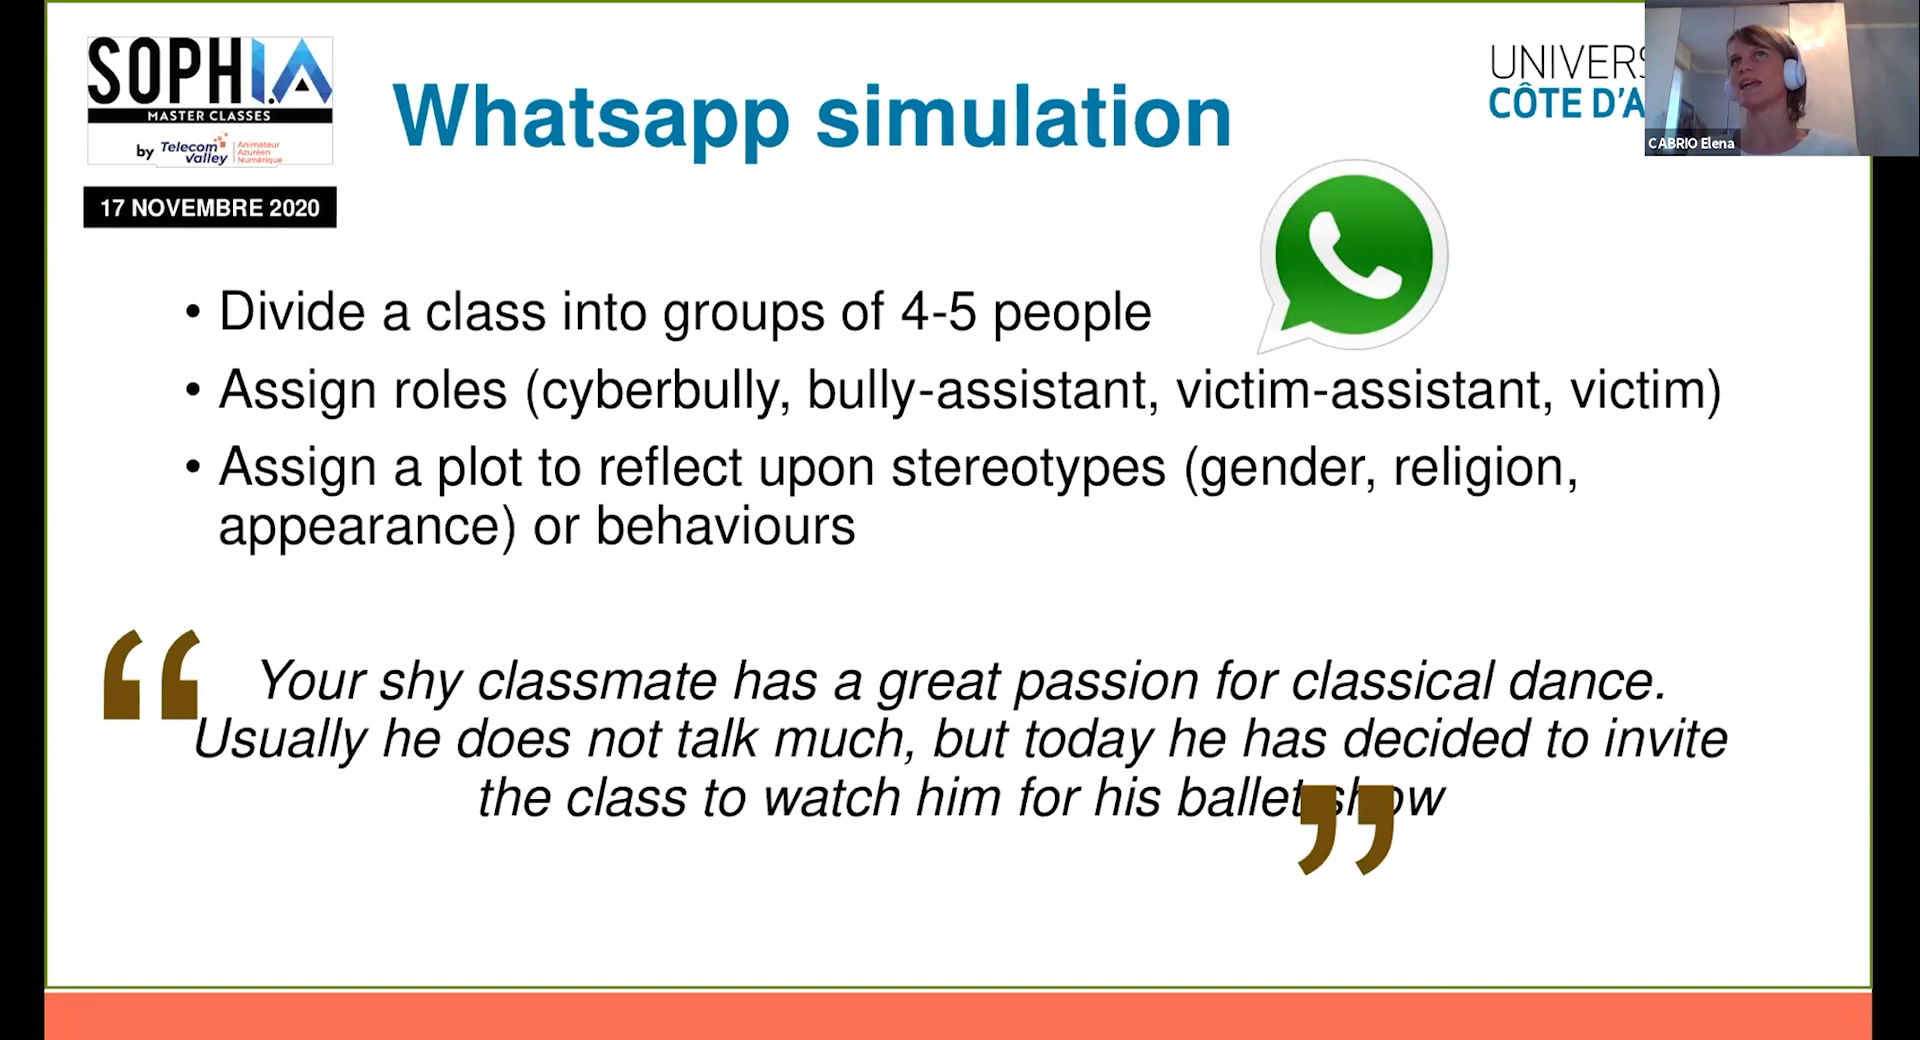 SOPHI.A
MASTER CLASSES
by Telecom Valley
Animateur
Azuréen
Numérique
17 NOVEMBRE 2020
Whatsapp simulation
UNIVERS
CÔTE D'A
CABRIO Elena
• Divide a class into groups of 4-5 people
• Assign roles (cyberbully, bully-assistant, victim-assistant, victim)
• Assign a plot to reflect upon stereotypes (gender, religion,
appearance) or behaviours
“ Your shy classmate has a great passion for classical dance.
Usually he does not talk much, but today he has decided to invite
the class to watch him for his ballet show ”